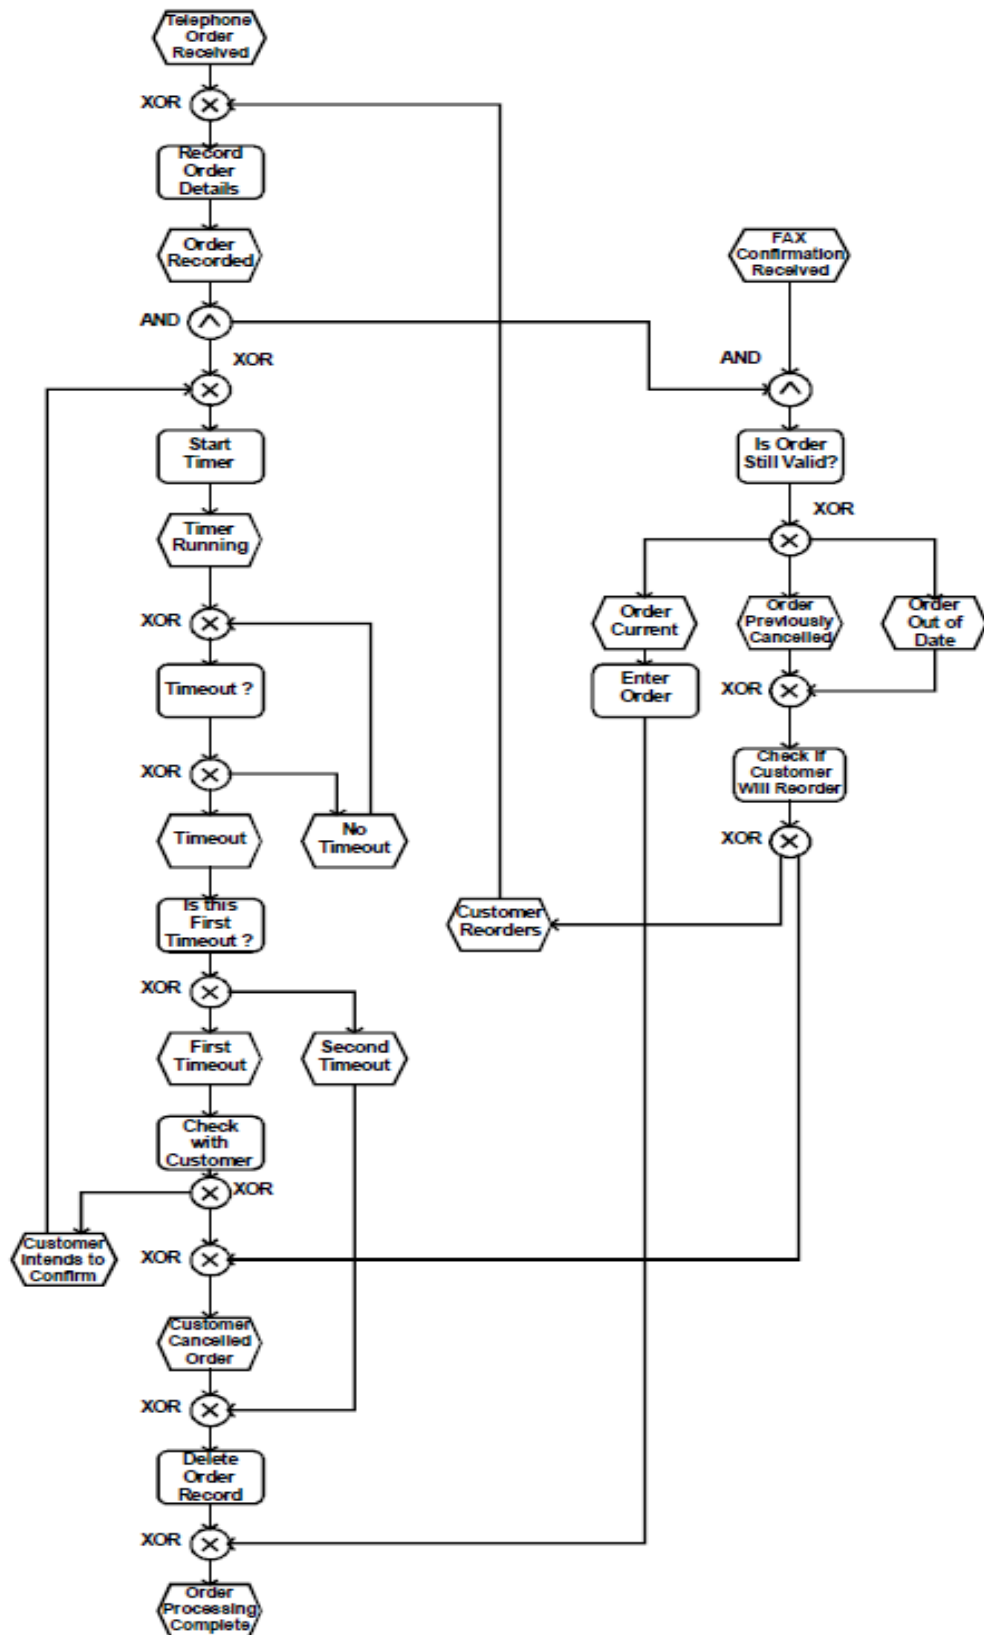 Telephone
Order
Received
XOR
Record
Order
Details
Order
Recorded
FAX
Confirmation
Received
AND
XOR
AND
Start
Timer
Is Order
Still Valid?
XOR
Timer
Running
XOR
Order
Current
Order
Previously
Cancelled
Order
Out of
Date
Timeout ?
Enter
Order
XOR
XOR
Check if
Customer
Will Reorder
Timeout
No
Timeout
XOR
Is this
First
Timeout ?
Customer
Reorders
XOR
First
Timeout
Second
Timeout
Check
with
Customer
XOR
Customer
Intends to
Confirm
XOR
Customer
Cancelled
Order
XOR
Delete
Order
Record
XOR
Order
Processing
Complete